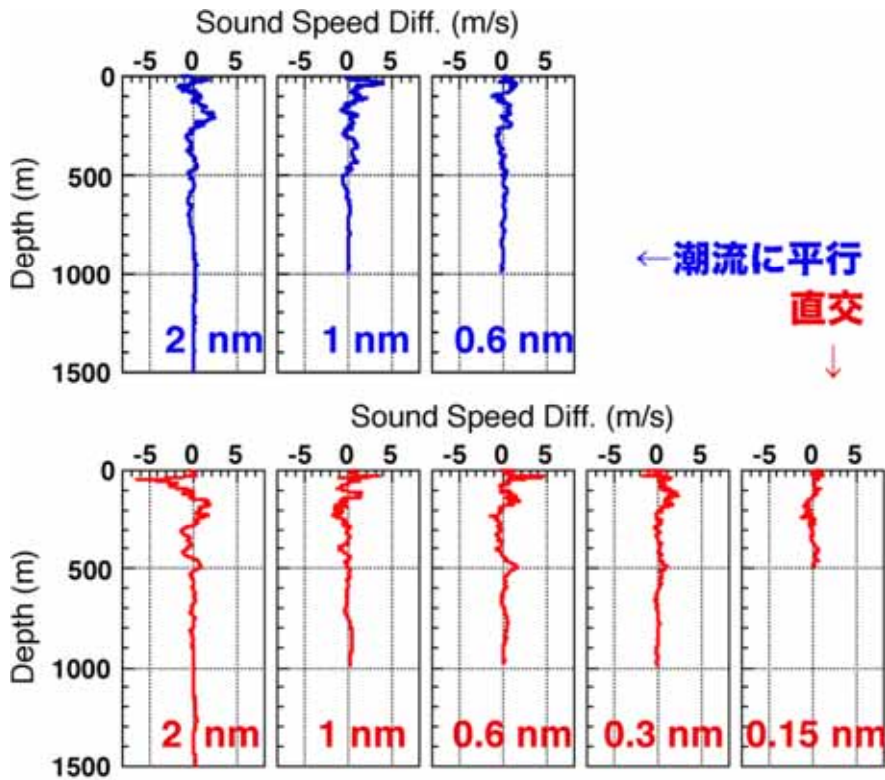 Sound Speed Diff. (m/s)
-5 0 5 -5 0 5 -5 0 5
0
500
1000
1500
Depth (m)
2 nm 1 nm 0.6 nm
←潮流に平行
直交
↓
Sound Speed Diff. (m/s)
-5 0 5 -5 0 5 -5 0 5 -5 0 5 -5 0 5
0
500
1000
1500
Depth (m)
2 nm 1 nm 0.6 nm 0.3 nm 0.15 nm